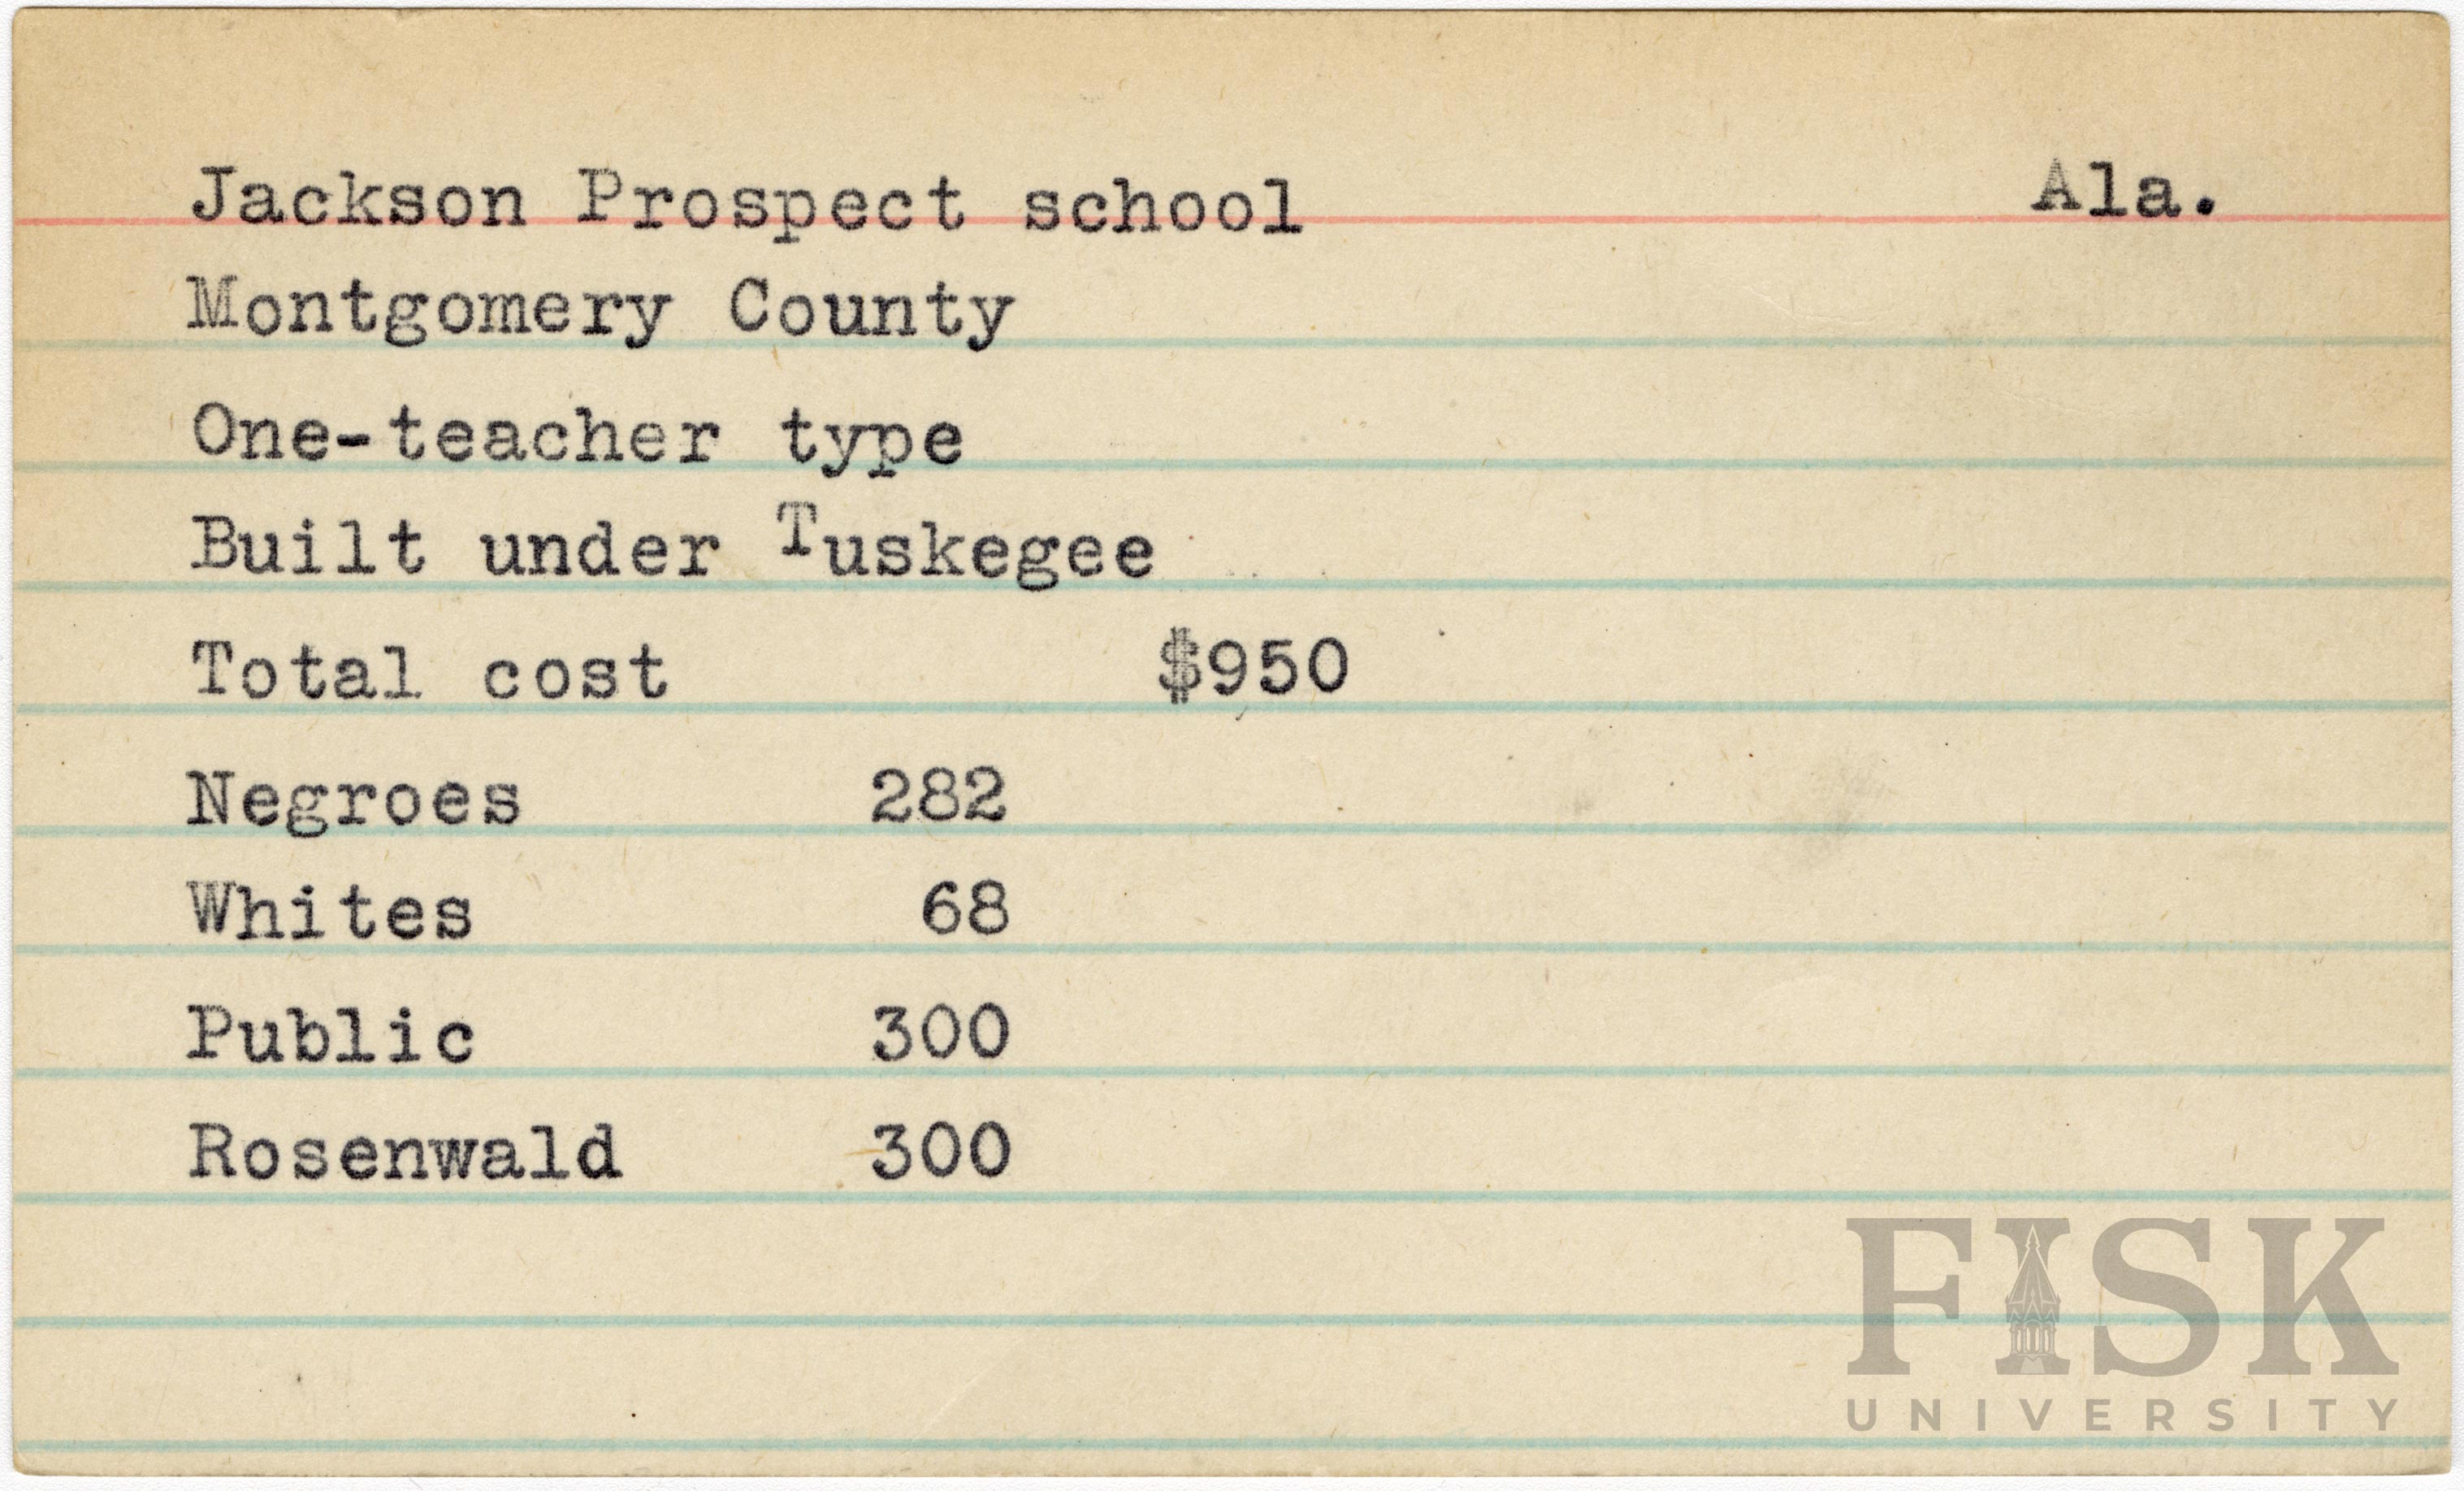 Jackson Prospect school Ala.
Montgomery County
One-teacher type
Built under Tuskegee
Total cost $950
Negroes 282
Whites 68
Public 300
Rosenwald 300
FISK
UNIVERSITY